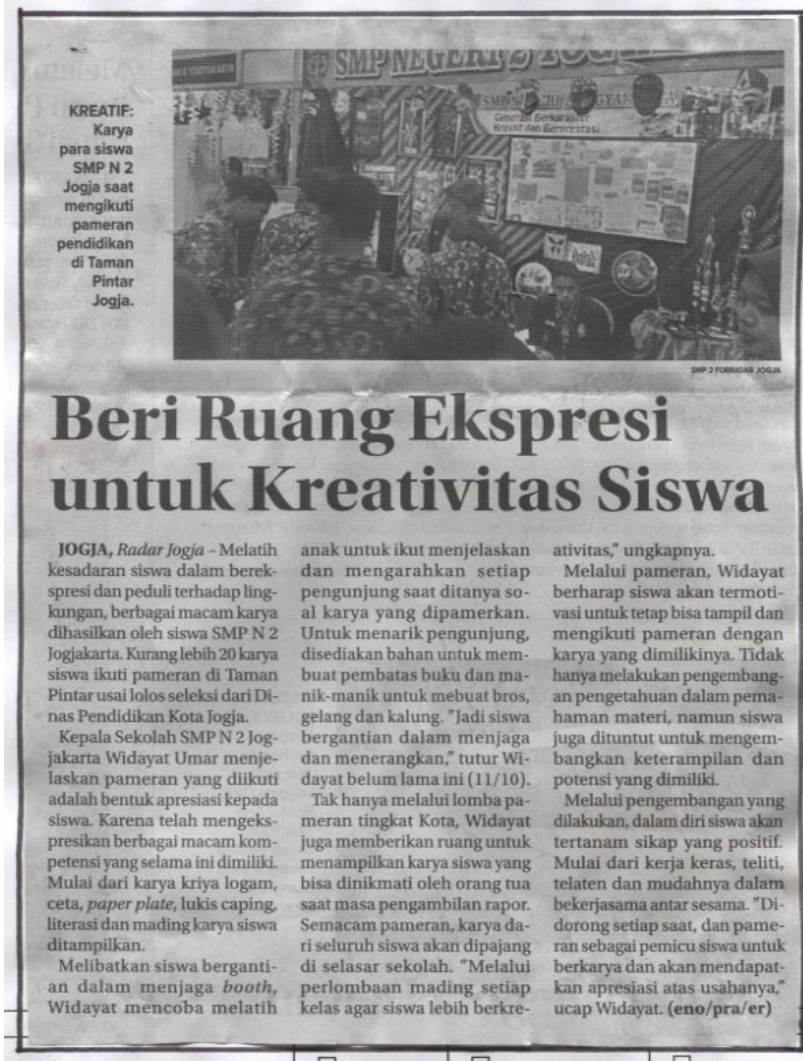 KREATIF:
Karya
para siswa
SMP N 2
Jogja saat
mengikuti
pameran
pendidikan
di Taman
Pintar
Jogja.
SMP NEGERI 2
Generasi Berkarakter
Kreatif dan Berprestasi
SMP 2 FORRADAR JOGJA
Beri Ruang Ekspresi
untuk Kreativitas Siswa
JOGJA, Radar Jogja – Melatih
kesadaran siswa dalam berek-
spresi dan peduli terhadap ling-
kungan, berbagai macam karya
dihasilkan oleh siswa SMP N 2
Jogjakarta. Kurang lebih 20 karya
siswa ikuti pameran di Taman
Pintar usai lolos seleksi dari Di-
nas Pendidikan Kota Jogja.
Kepala Sekolah SMP N 2 Jog-
jakarta Widayat Umar menje-
laskan pameran yang diikuti
adalah bentuk apresiasi kepada
siswa. Karena telah mengeks-
presikan berbagai macam kom-
petensi yang selama ini dimiliki.
Mulai dari karya kriya logam,
ceta, paper plate, lukis caping,
literasi dan mading karya siswa
ditampilkan.
Melibatkan siswa berganti-
an dalam menjaga booth,
Widayat mencoba melatih
anak untuk ikut menjelaskan
dan mengarahkan setiap
pengunjung saat ditanya so-
al karya yang dipamerkan.
Untuk menarik pengunjung,
disediakan bahan untuk mem-
buat pembatas buku dan ma-
nik-manik untuk mebuat bros,
gelang dan kalung. "Jadi siswa
bergantian dalam menjaga
dan menerangkan," tutur Wi-
dayat belum lama ini (11/10).
Tak hanya melalui lomba pa-
meran tingkat Kota, Widayat
juga memberikan ruang untuk
menampilkan karya siswa yang
bisa dinikmati oleh orang tua
saat masa pengambilan rapor.
Semacam pameran, karya da-
ri seluruh siswa akan dipajang
di selasar sekolah. "Melalui
perlombaan mading setiap
kelas agar siswa lebih berkre-
ativitas," ungkapnya.
Melalui pameran, Widayat
berharap siswa akan termoti-
vasi untuk tetap bisa tampil dan
mengikuti pameran dengan
karya yang dimilikinya. Tidak
hanya melakukan pengembang-
an pengetahuan dalam pema-
haman materi, namun siswa
juga dituntut untuk mengem-
bangkan keterampilan dan
potensi yang dimiliki.
Melalui pengembangan yang
dilakukan, dalam diri siswa akan
tertanam sikap yang positif.
Mulai dari kerja keras, teliti,
telaten dan mudahnya dalam
bekerjasama antar sesama. "Di-
dorong setiap saat, dan pame-
ran sebagai pemicu siswa untuk
berkarya dan akan mendapat-
kan apresiasi atas usahanya,"
ucap Widayat. (eno/pra/er)